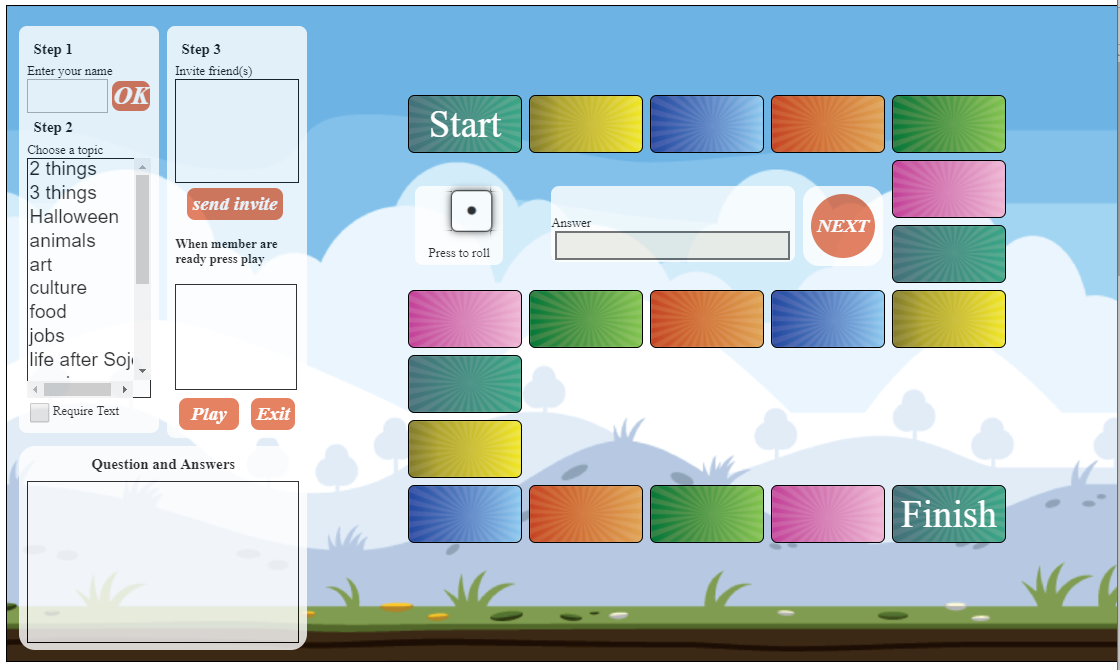 Step 1
Enter your name
OK
Step 2
Choose a topic
2 things
3 things
Halloween
animals
art
culture
food
jobs
life after
Require Text
Step 3
Invite friend(s)
send invite
When member are
ready press play
Play
Exit
Question and Answers
Start
Press to roll
Answer
NEXT
Finish